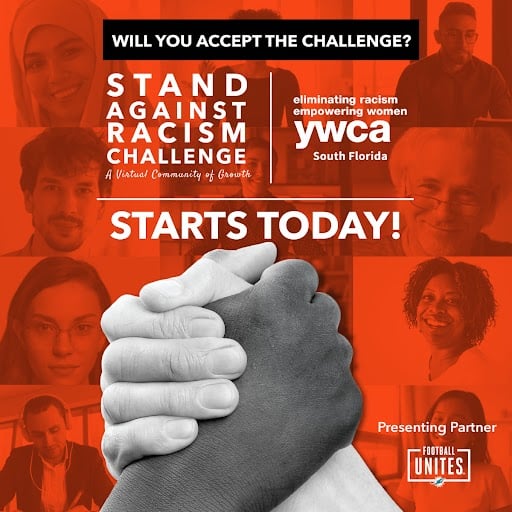 WILL YOU ACCEPT THE CHALLENGE?
STAND
AGAINST
RACISM
CHALLENGE
A Virtual Community of Growth
eliminating racism
empowering women
ywca
South Florida
STARTS TODAY!
Presenting Partner
FOOTBALL
UNITES